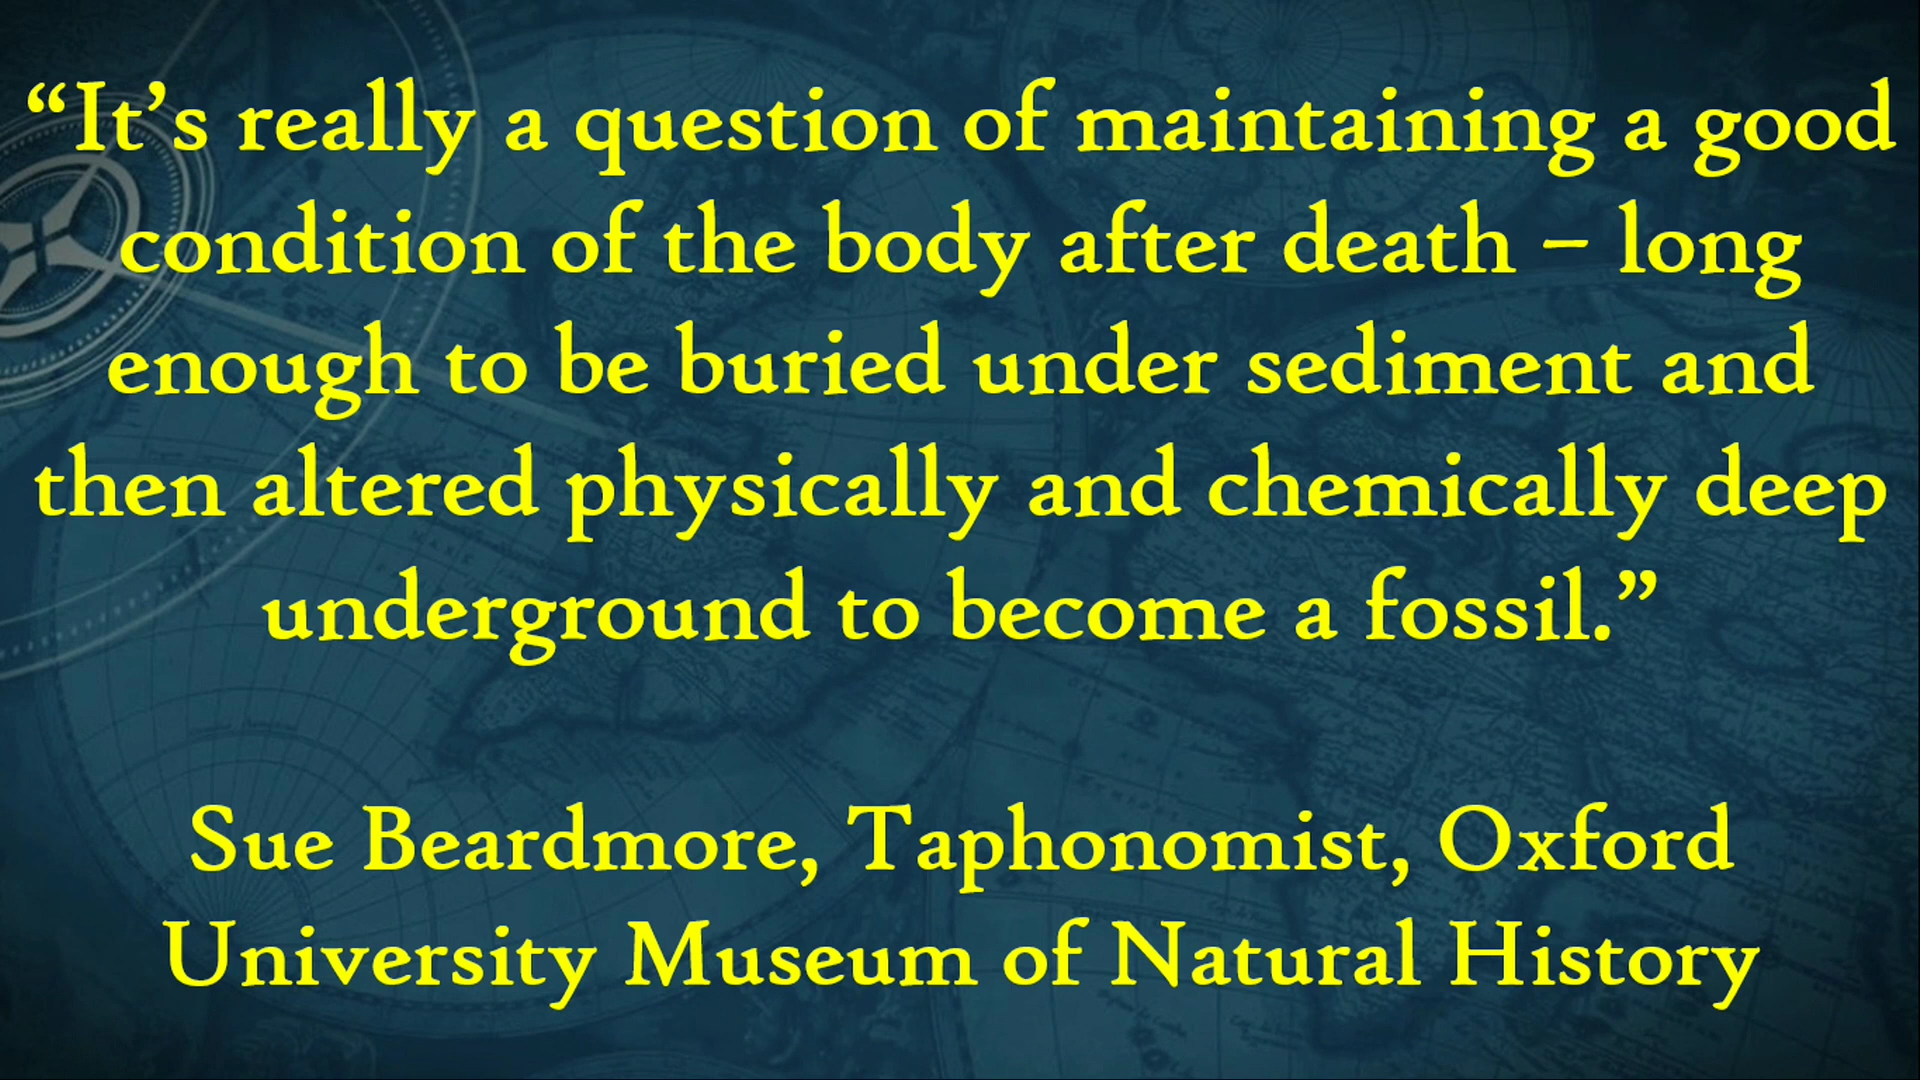 “It’s really a question of maintaining a good
condition of the body after death – long
enough to be buried under sediment and
then altered physically and chemically deep
underground to become a fossil.”
Sue Beardmore, Taphonomist, Oxford
University Museum of Natural History